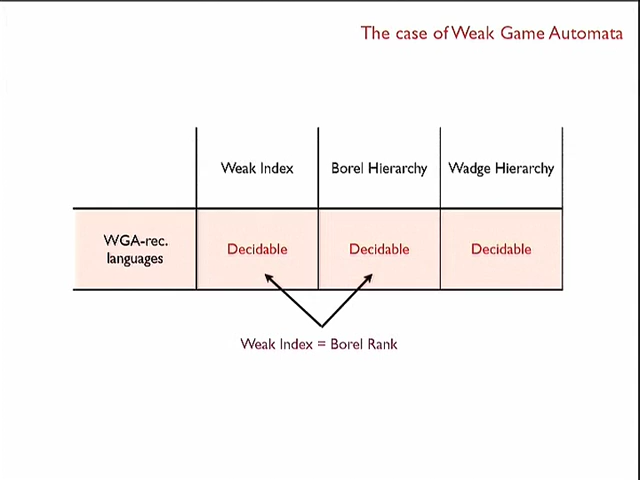 The case of Weak Game Automata
Weak Index Borel Hierarchy Wadge Hierarchy
WGA-rec.
languages
Decidable Decidable Decidable
Weak Index = Borel Rank